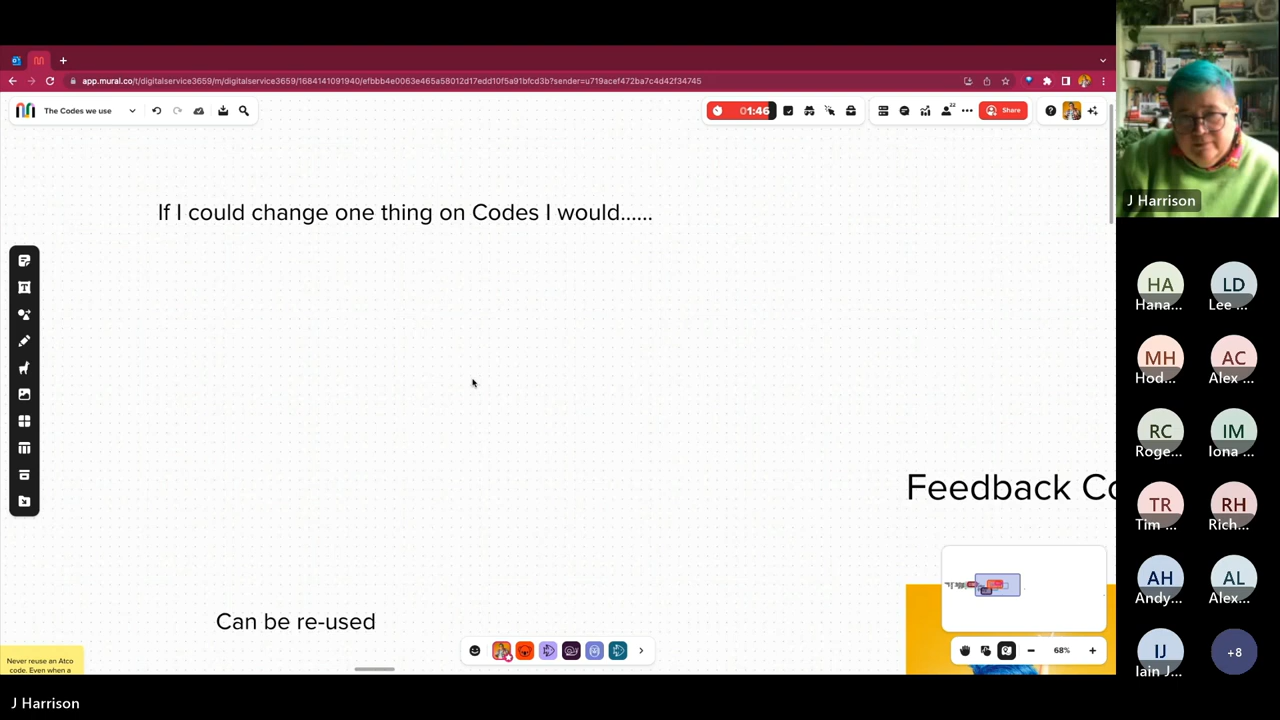 app.mural.co/t/digitalservice3659/m/digitalservice3659/1684141091940/efbbb4e0063e465a58012d17edd10f5a91bfcd3b?sender=u719acef472ba7c4d42f34745
The Codes we use
01:46
22
Share
If I could change one thing on Codes I would......
J Harrison
HA
Hana...
LD
Lee ...
MH
Hod...
AC
Alex ...
RC
Roge...
IM
Iona ...
Feedback Co
TR
Tim ...
RH
Rich...
AH
Andy...
AL
Alex...
Can be re-used
Never reuse an Atco
code. Even when a
68%
IJ
Iain J...
+8
J Harrison